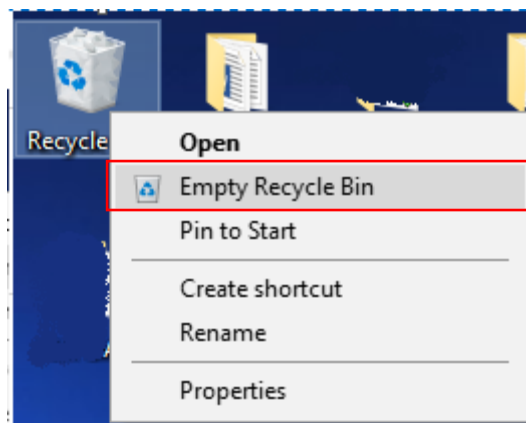 Recycle
Open
Empty Recycle Bin
Pin to Start
Create shortcut
Rename
Properties